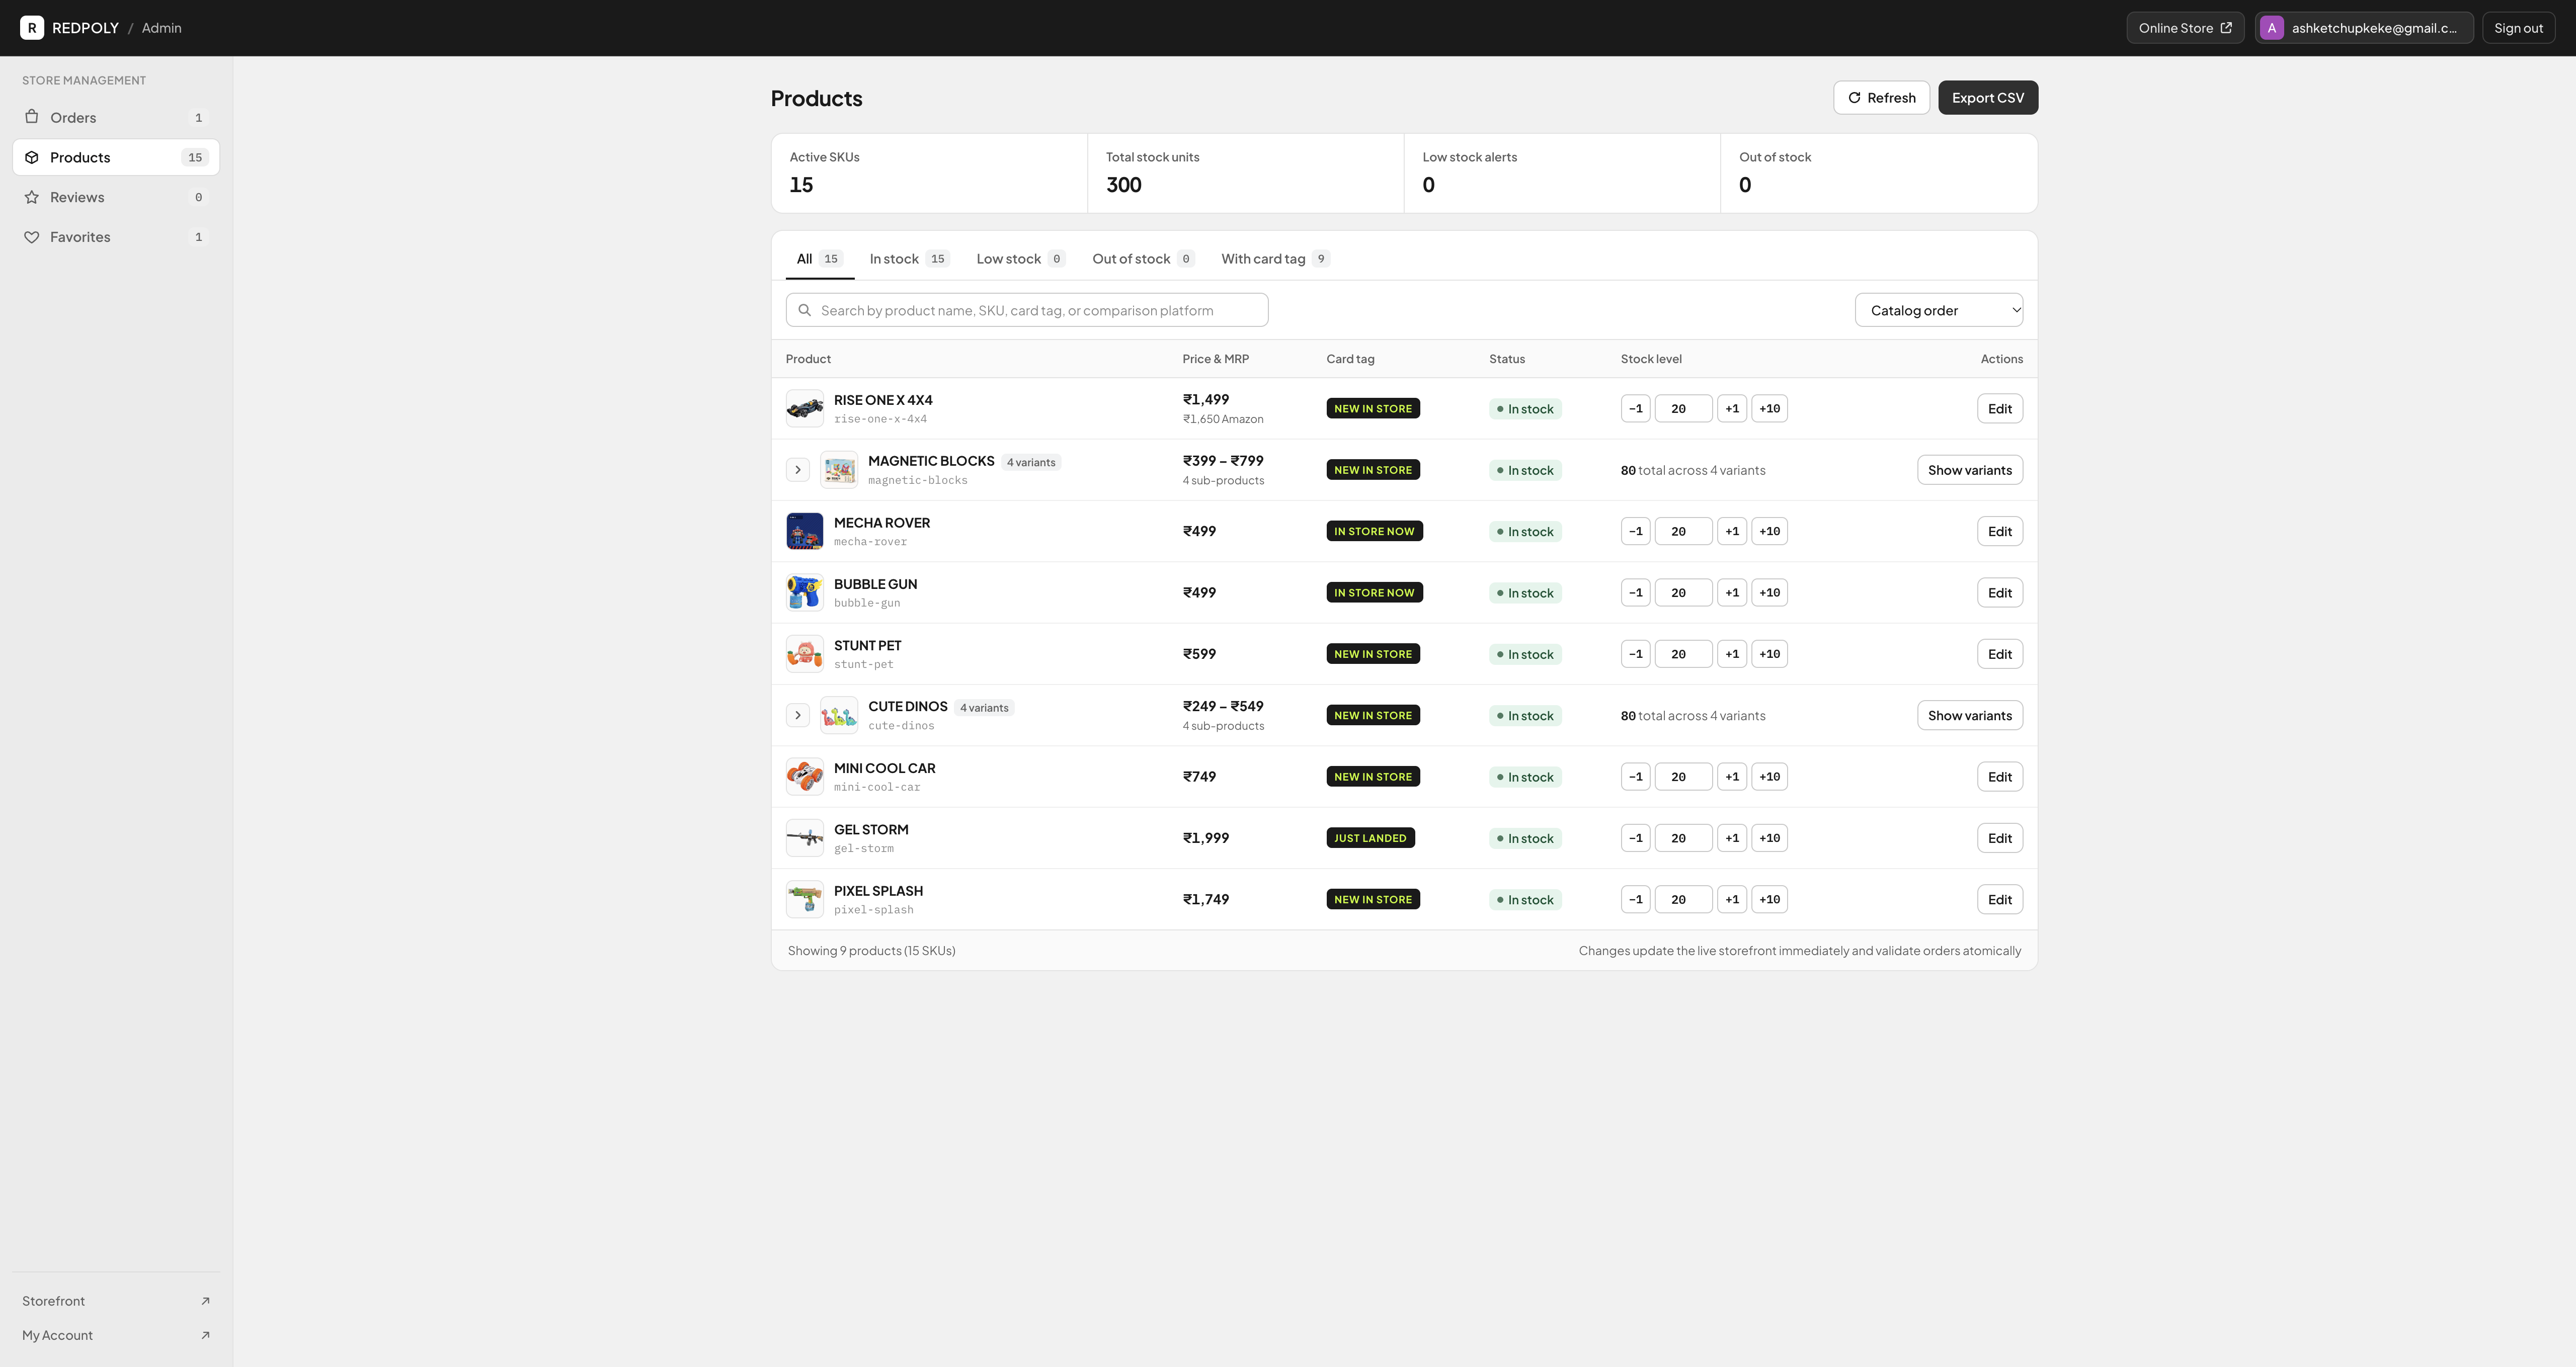 R REDPOLY / Admin
Online Store
A ashketchupkeke@gmail.c...
Sign out
STORE MANAGEMENT
Orders 1
Products 15
Reviews 0
Favorites 1
Storefront
My Account
Products
Refresh
Export CSV
Active SKUs
15
Total stock units
300
Low stock alerts
0
Out of stock
0
All 15
In stock 15
Low stock 0
Out of stock 0
With card tag 9
Search by product name, SKU, card tag, or comparison platform
Catalog order
Product Price & MRP Card tag Status Stock level Actions
RISE ONE X 4X4
rise-one-x-4x4
₹1,499
₹1,650 Amazon
NEW IN STORE
In stock
−1 20 +1 +10
Edit
MAGNETIC BLOCKS 4 variants
magnetic-blocks
₹399 – ₹799
4 sub-products
NEW IN STORE
In stock
80 total across 4 variants
Show variants
MECHA ROVER
mecha-rover
₹499
IN STORE NOW
In stock
−1 20 +1 +10
Edit
BUBBLE GUN
bubble-gun
₹499
IN STORE NOW
In stock
−1 20 +1 +10
Edit
STUNT PET
stunt-pet
₹599
NEW IN STORE
In stock
−1 20 +1 +10
Edit
CUTE DINOS 4 variants
cute-dinos
₹249 – ₹549
4 sub-products
NEW IN STORE
In stock
80 total across 4 variants
Show variants
MINI COOL CAR
mini-cool-car
₹749
NEW IN STORE
In stock
−1 20 +1 +10
Edit
GEL STORM
gel-storm
₹1,999
JUST LANDED
In stock
−1 20 +1 +10
Edit
PIXEL SPLASH
pixel-splash
₹1,749
NEW IN STORE
In stock
−1 20 +1 +10
Edit
Showing 9 products (15 SKUs)
Changes update the live storefront immediately and validate orders atomically